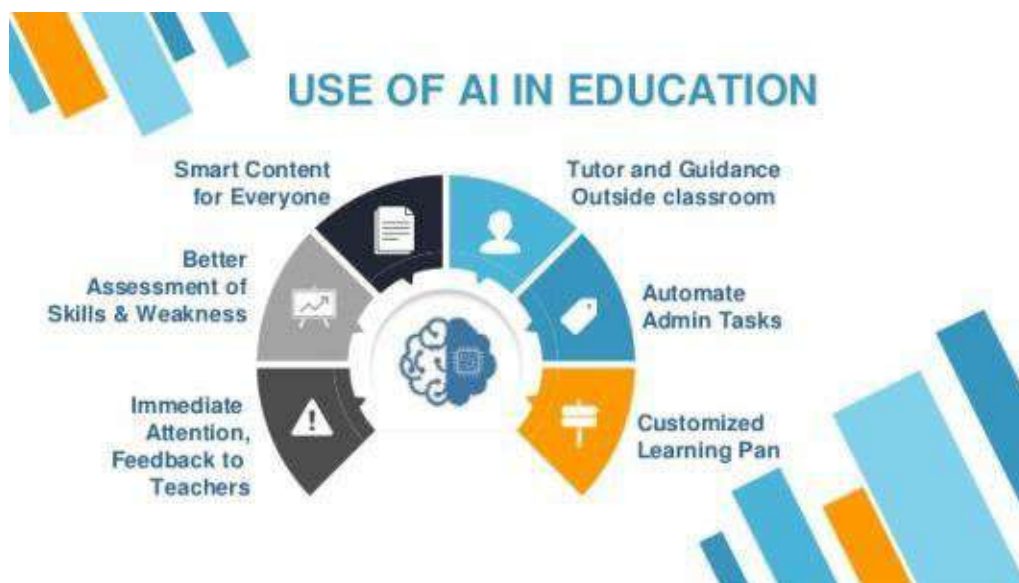 USE OF AI IN EDUCATION
Smart Content
for Everyone
Tutor and Guidance
Outside classroom
Better
Assessment of
Skills & Weakness
Automate
Admin Tasks
Immediate
Attention,
Feedback to
Teachers
Customized
Learning Pan